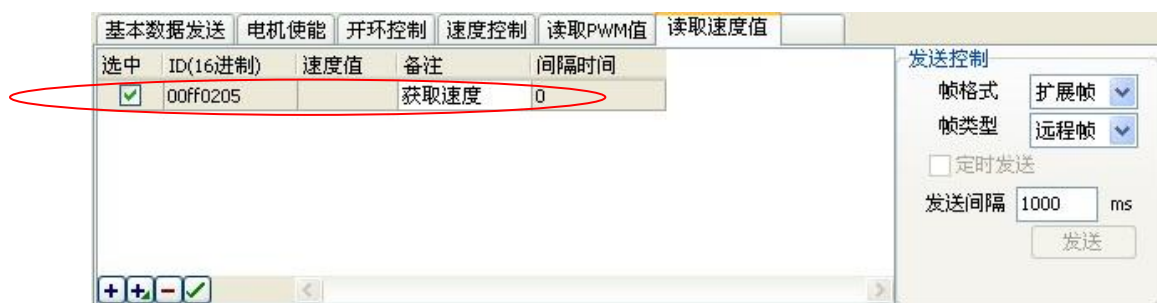 基本数据发送 电机使能 开环控制 速度控制 读取PWM值 读取速度值
选中 ID(16进制) 速度值 备注 间隔时间
00ff0205 获取速度 0
发送控制
帧格式 扩展帧
帧类型 远程帧
定时发送
发送间隔 1000 ms
发送